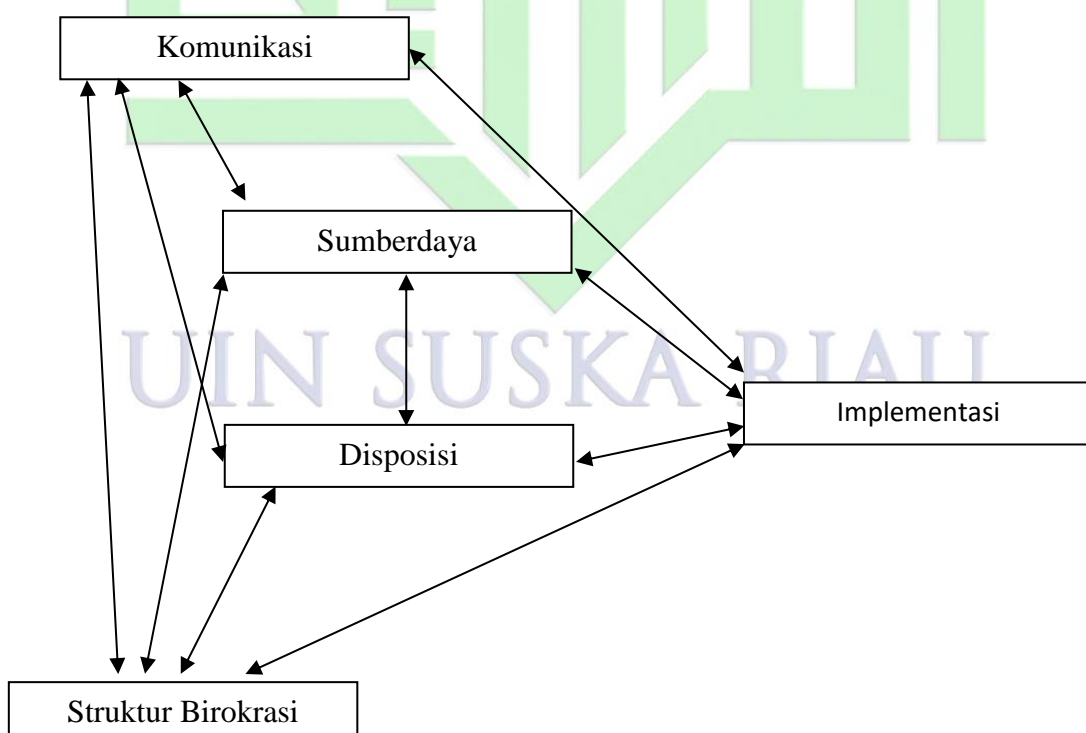 Komunikasi
Sumberdaya
UIN SUSKA RIAU
Implementasi
Disposisi
Struktur Birokrasi